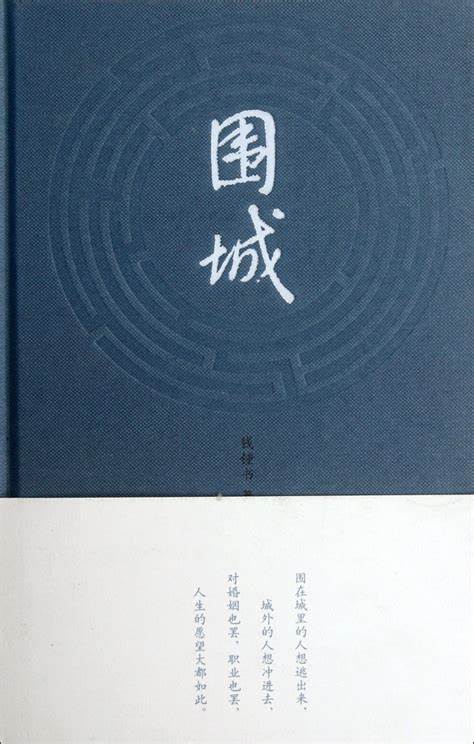 围城
钱锺书 著
围在城里的人想逃出来，
城外的人想冲进去，
对婚姻也罢，职业也罢，
人生的愿望大都如此。